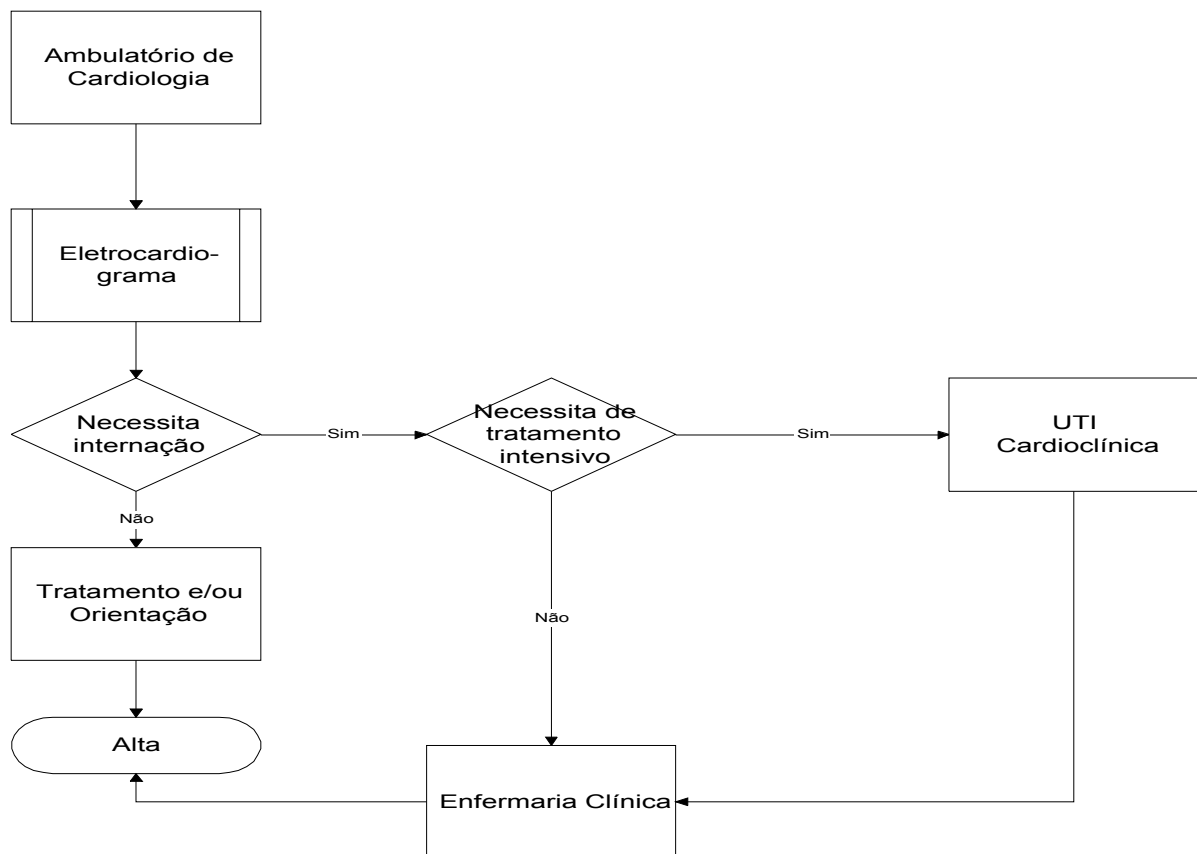 Ambulatório de
Cardiologia
Eletrocardio-
grama
Necessita
internação
Sim
Necessita de
tratamento
intensivo
Sim
UTI
Cardioclínica
Não
Tratamento e/ou
Orientação
Não
Alta
Enfermaria Clínica